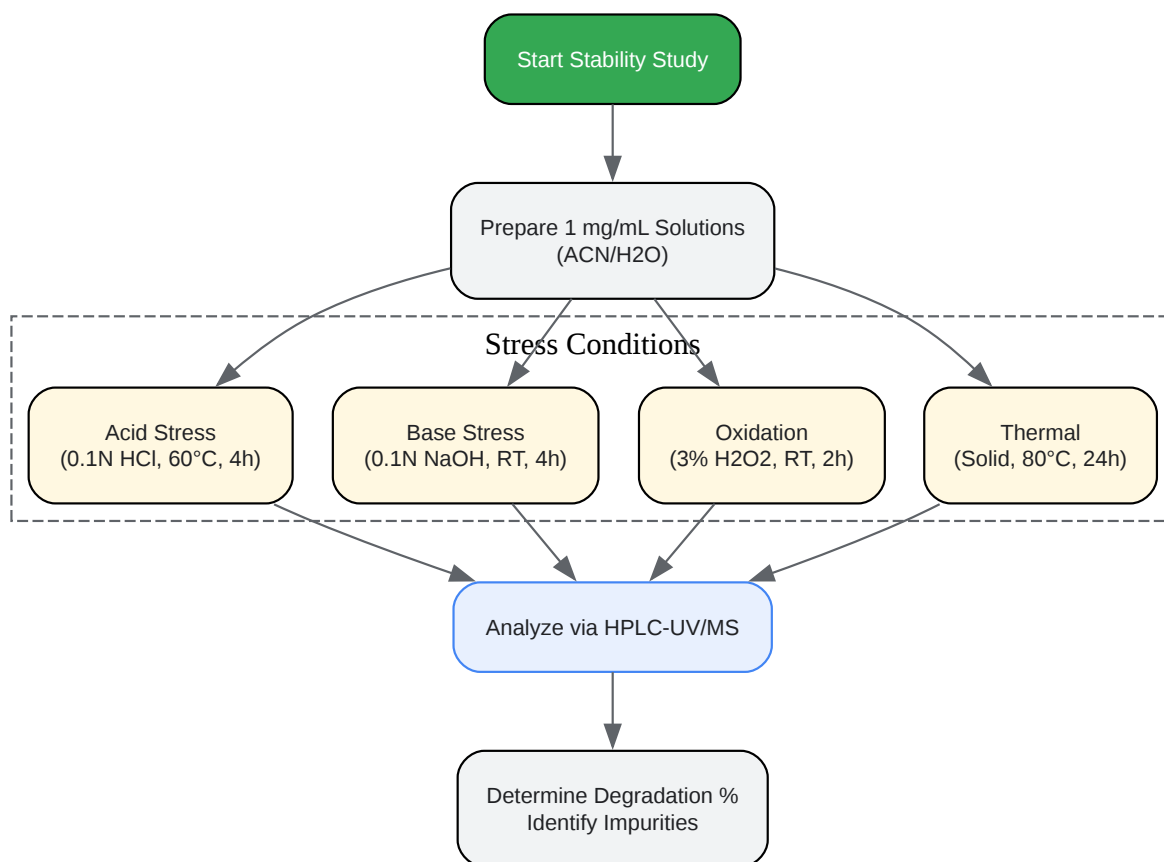 Start Stability Study
Prepare 1 mg/mL Solutions
(ACN/H2O)
Stress Conditions
Acid Stress
(0.1N HCl, 60°C, 4h)
Base Stress
(0.1N NaOH, RT, 4h)
Oxidation
(3% H2O2, RT, 2h)
Thermal
(Solid, 80°C, 24h)
Analyze via HPLC-UV/MS
Determine Degradation %
Identify Impurities